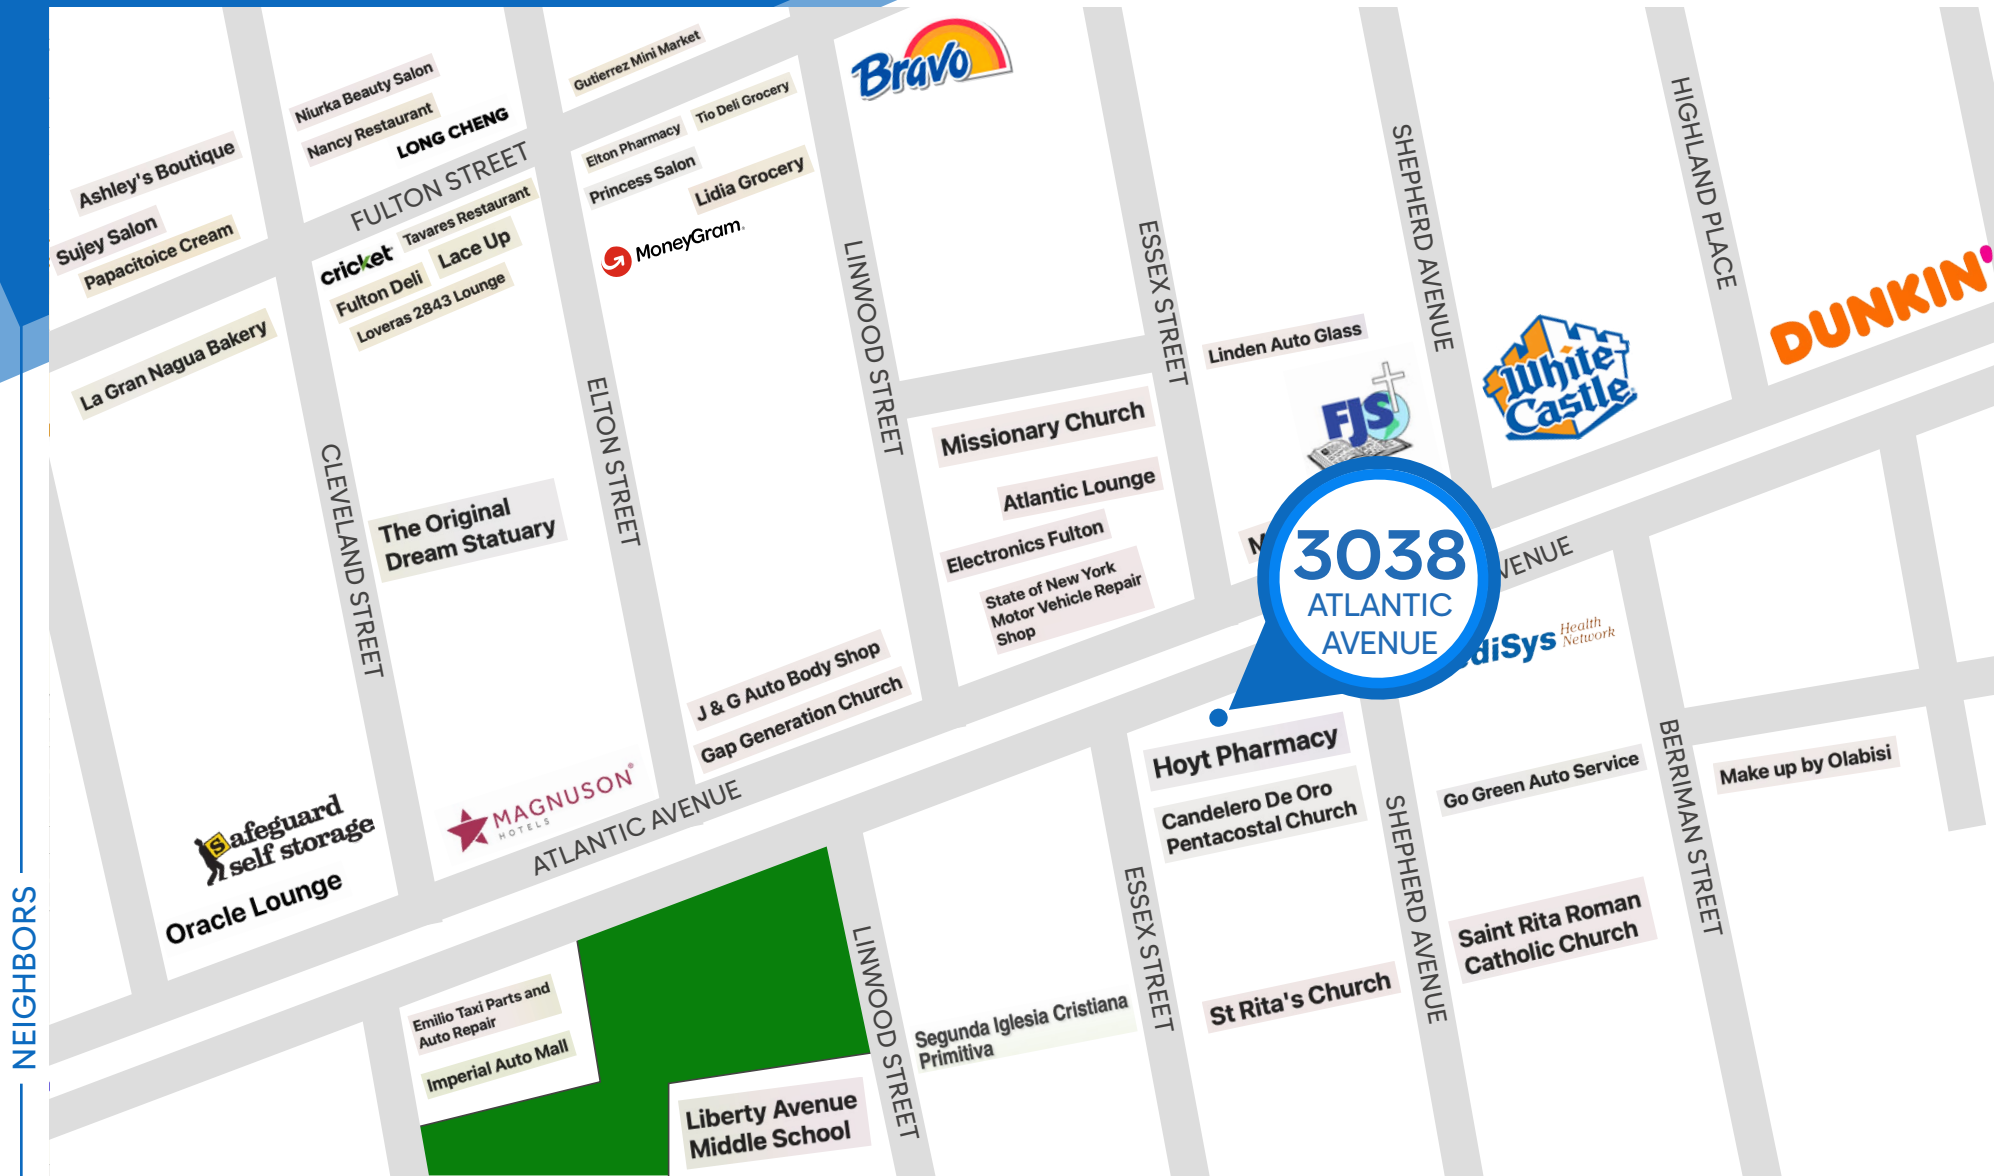 NEIGHBORS
Niurka Beauty Salon
Nancy Restaurant
LONG CHENG
Gutierrez Mini Market
Bravo
Ashley's Boutique
Sujey Salon
Papacitoice Cream
FULTON STREET
Elton Pharmacy
Tio Deli Grocery
Princess Salon
Lidia Grocery
MoneyGram.
cricket
Tavares Restaurant
Lace Up
Fulton Deli
Loveras 2843 Lounge
La Gran Nagua Bakery
LINWOOD STREET
ESSEX STREET
SHEPHERD AVENUE
HIGHLAND PLACE
DUNKIN'
Linden Auto Glass
FJS
White
Castle
CLEVELAND STREET
ELTON STREET
The Original
Dream Statuary
Missionary Church
Atlantic Lounge
Electronics Fulton
State of New York
Motor Vehicle Repair
Shop
3038
ATLANTIC
AVENUE
VENUE
diSys Health
Network
J & G Auto Body Shop
Gap Generation Church
MAGNUSON
HOTELS
ATLANTIC AVENUE
Safeguard
self storage
Oracle Lounge
Hoyt Pharmacy
Candelero De Oro
Pentacostal Church
Go Green Auto Service
BERRIMAN STREET
Make up by Olabisi
LINWOOD STREET
ESSEX STREET
SHEPHERD AVENUE
Saint Rita Roman
Catholic Church
St Rita's Church
Segunda Iglesia Cristiana
Primitiva
Emilio Taxi Parts and
Auto Repair
Imperial Auto Mall
Liberty Avenue
Middle School